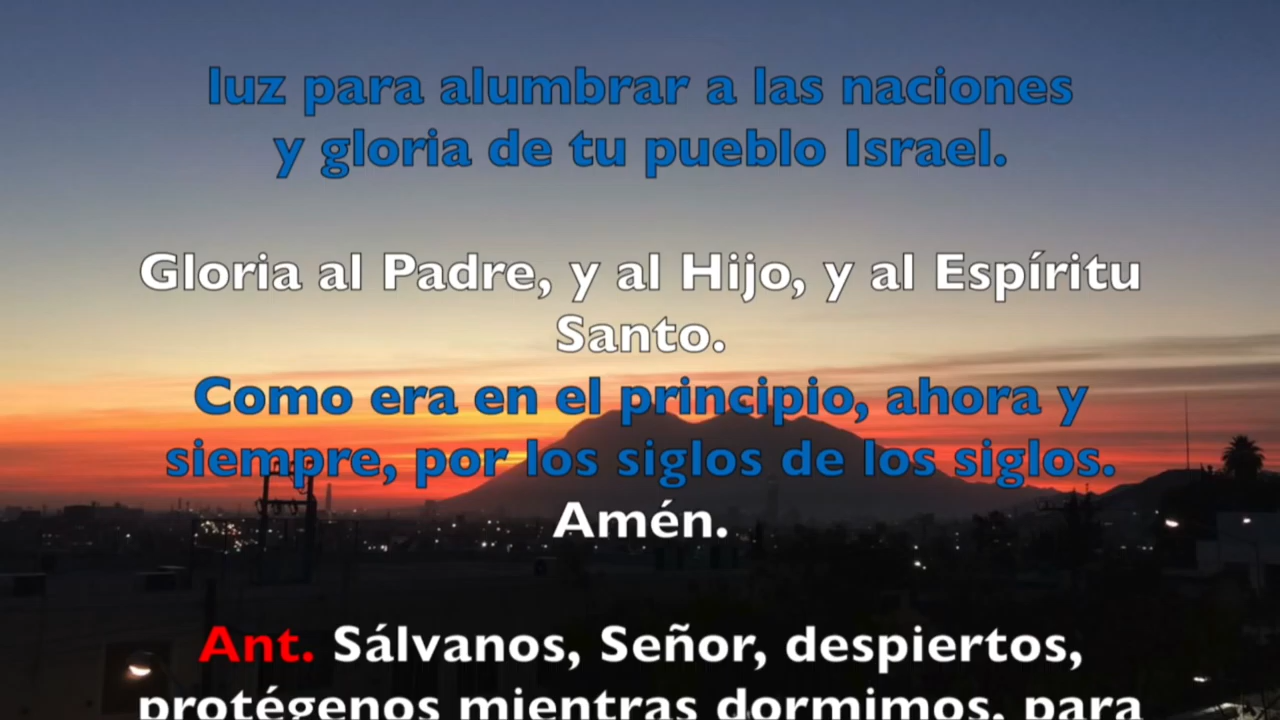 luz para alumbrar a las naciones
y gloria de tu pueblo Israel.
Gloria al Padre, y al Hijo, y al Espíritu
Santo.
Como era en el principio, ahora y
siempre, por los siglos de los siglos.
Amén.
Ant. Sálvanos, Señor, despiertos,
protégenos mientras dormimos, para